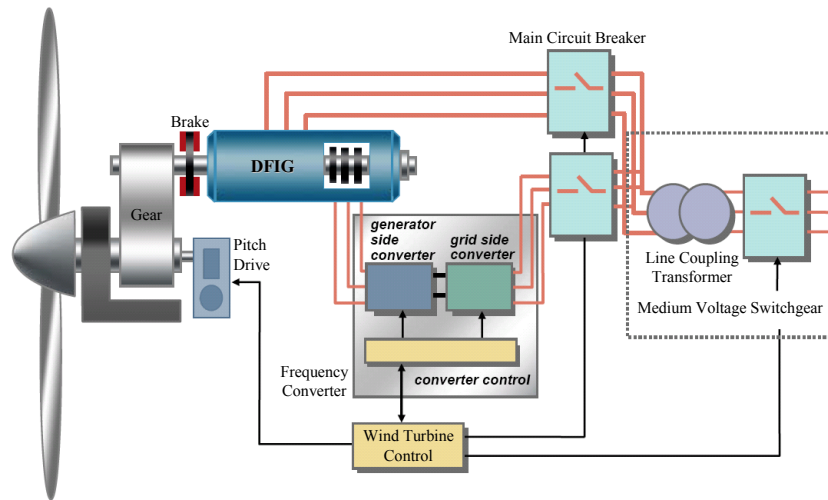 Main Circuit Breaker
Brake
DFIG
Gear
Pitch
Drive
generator
side
converter
grid side
converter
Line Coupling
Transformer
Medium Voltage Switchgear
Frequency
Converter
converter control
Wind Turbine
Control